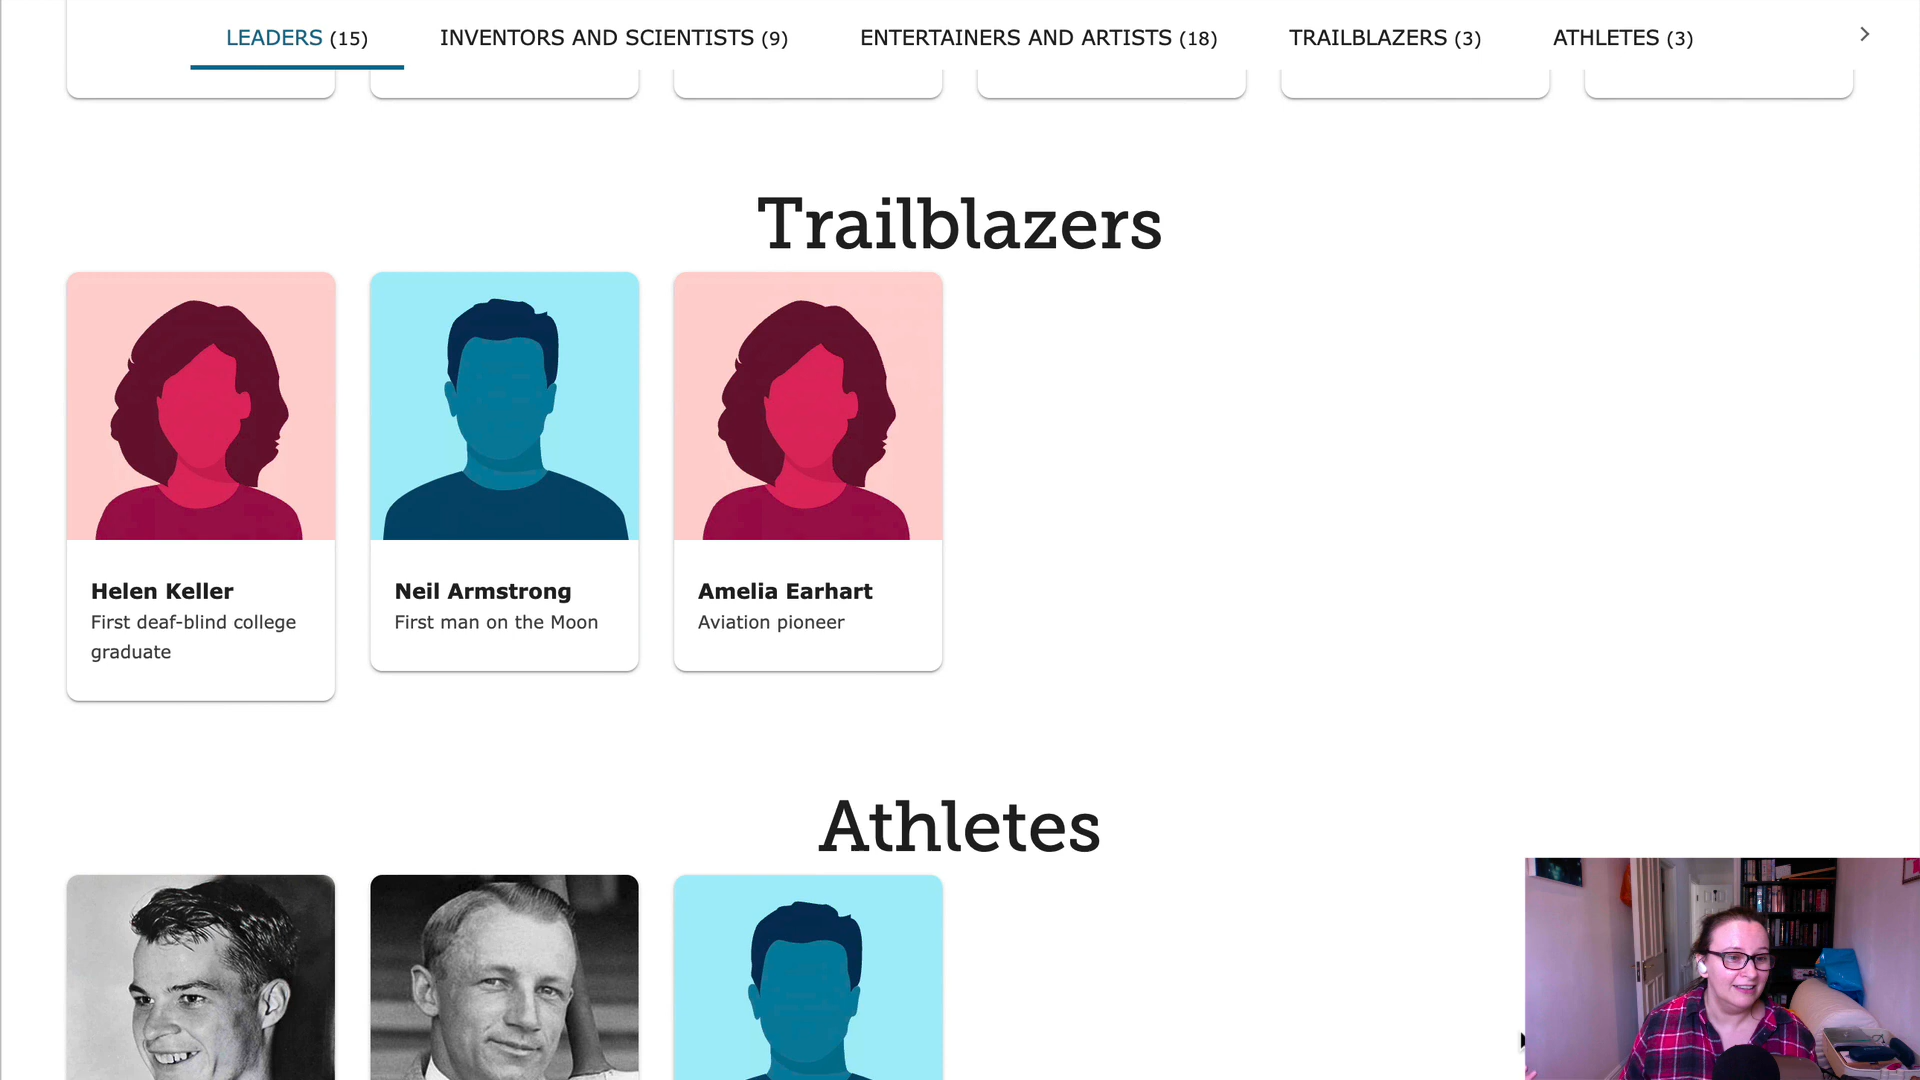 LEADERS (15)
INVENTORS AND SCIENTISTS (9)
ENTERTAINERS AND ARTISTS (18)
TRAILBLAZERS (3)
ATHLETES (3)
Trailblazers
Helen Keller
First deaf-blind college
graduate
Neil Armstrong
First man on the Moon
Amelia Earhart
Aviation pioneer
Athletes